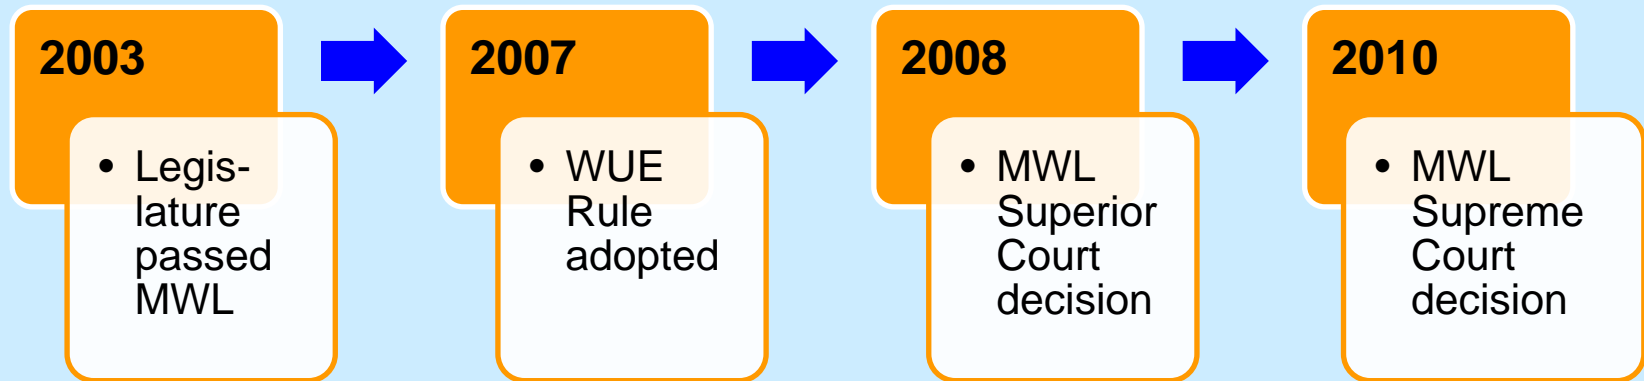 2003
• Legis-
lature
passed
MWL
2007
• WUE
Rule
adopted
2008
• MWL
Superior
Court
decision
2010
• MWL
Supreme
Court
decision